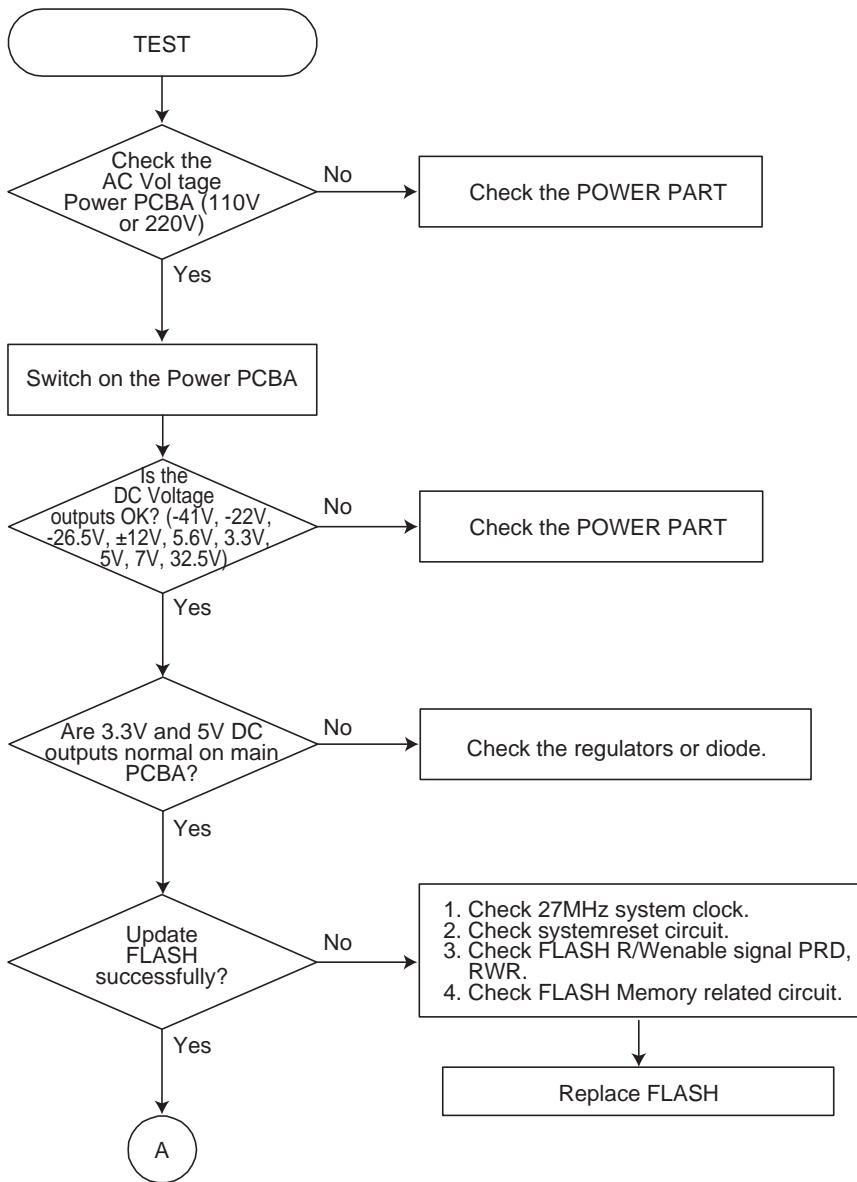 TEST
Check the
AC Vol tage
Power PCBA (110V
or 220V)
No
Check the POWER PART
Yes
Switch on the Power PCBA
Is the
DC Voltage
outputs OK? (-41V, -22V,
-26.5V, ±12V, 5.6V, 3.3V,
5V, 7V, 32.5V)
No
Check the POWER PART
Yes
Are 3.3V and 5V DC
outputs normal on main
PCBA?
No
Check the regulators or diode.
Yes
Update
FLASH
successfully?
No
1. Check 27MHz system clock.
2. Check systemreset circuit.
3. Check FLASH R/Wenable signal PRD,
RWR.
4. Check FLASH Memory related circuit.
Yes
Replace FLASH
A